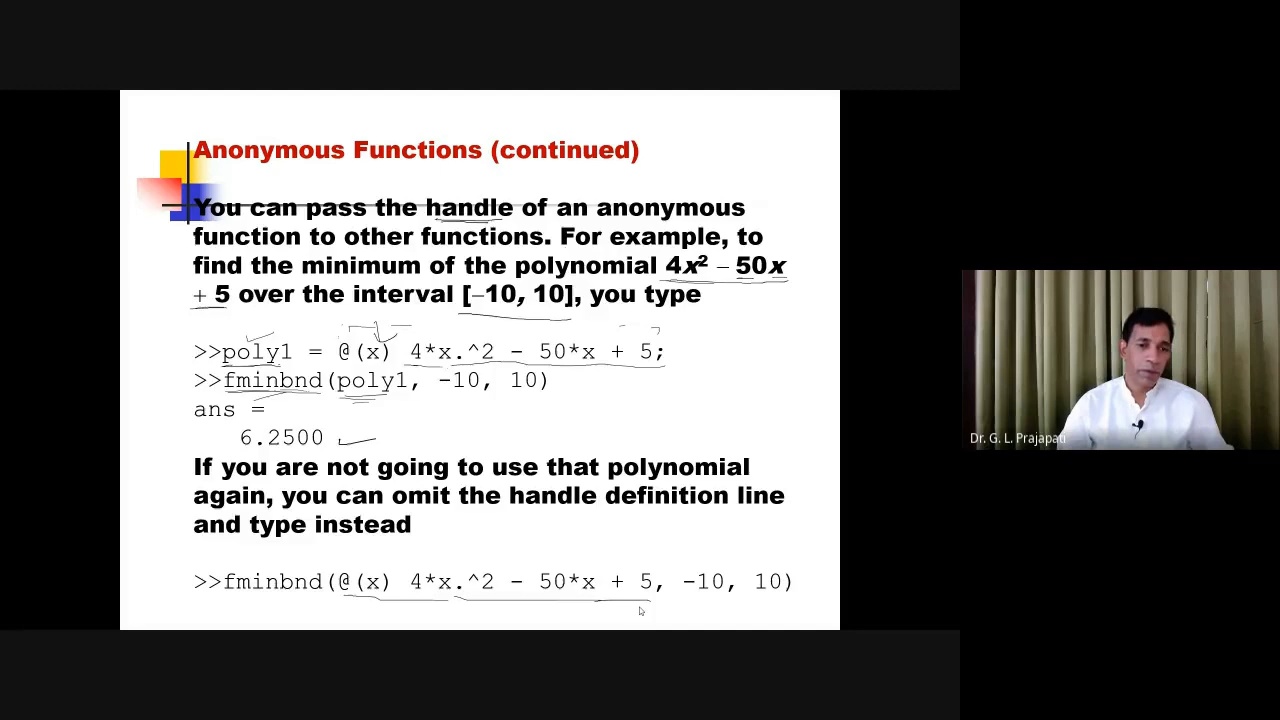 Anonymous Functions (continued)
You can pass the handle of an anonymous
function to other functions. For example, to
find the minimum of the polynomial 4x² – 50x
+ 5 over the interval [–10, 10], you type
>>poly1 = @(x) 4*x.^2 - 50*x + 5;
>>fminbnd(poly1, -10, 10)
ans =
6.2500
If you are not going to use that polynomial
again, you can omit the handle definition line
and type instead
>>fminbnd(@(x) 4*x.^2 - 50*x + 5, -10, 10)
Dr. G. L. Prajapati